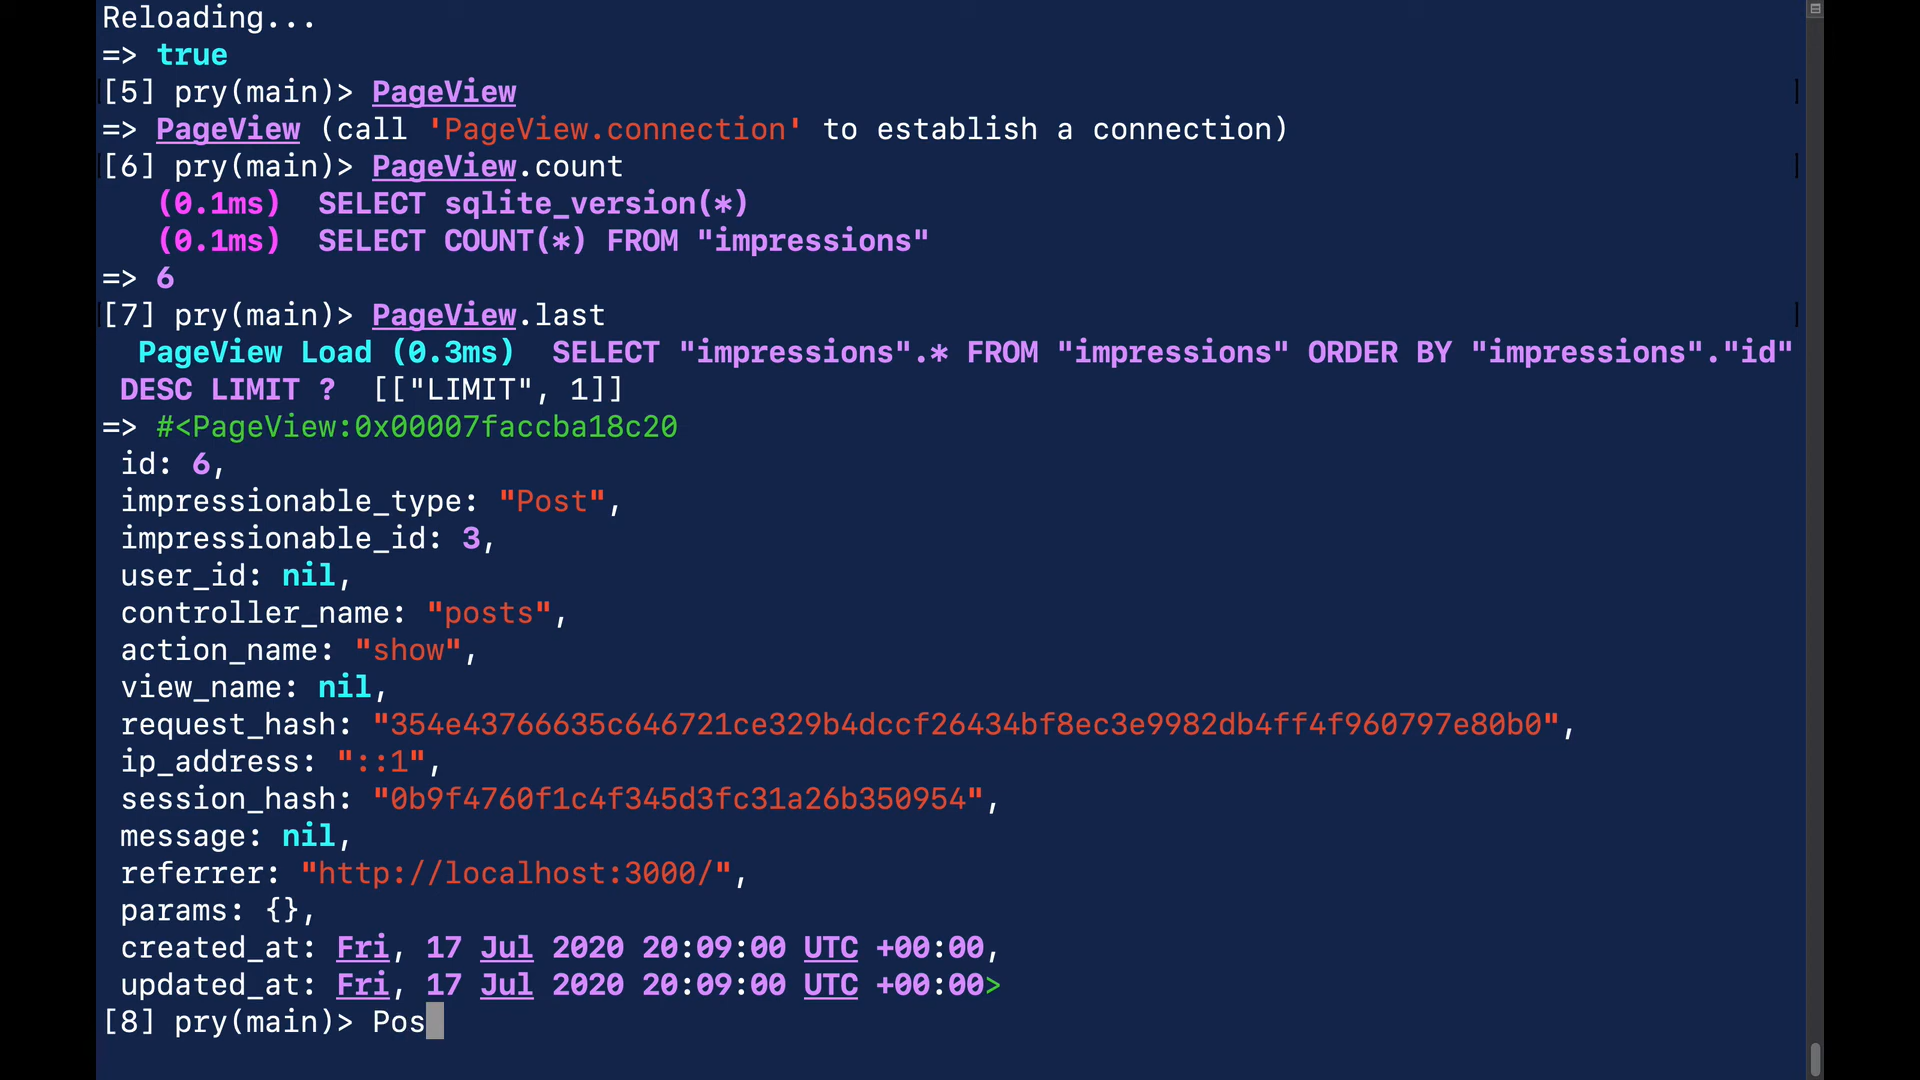 Reloading...
=> true
[5] pry(main)> PageView
=> PageView (call 'PageView.connection' to establish a connection)
[6] pry(main)> PageView.count
(0.1ms)  SELECT sqlite_version(*)
(0.1ms)  SELECT COUNT(*) FROM "impressions"
=> 6
[7] pry(main)> PageView.last
PageView Load (0.3ms)  SELECT "impressions".* FROM "impressions" ORDER BY "impressions"."id"
DESC LIMIT ?  [["LIMIT", 1]]
=> #<PageView:0x00007faccba18c20
id: 6,
impressionable_type: "Post",
impressionable_id: 3,
user_id: nil,
controller_name: "posts",
action_name: "show",
view_name: nil,
request_hash: "354e43766635c646721ce329b4dccf26434bf8ec3e9982db4ff4f960797e80b0",
ip_address: "::1",
session_hash: "0b9f4760f1c4f345d3fc31a26b350954",
message: nil,
referrer: "http://localhost:3000/",
params: {},
created_at: Fri, 17 Jul 2020 20:09:00 UTC +00:00,
updated_at: Fri, 17 Jul 2020 20:09:00 UTC +00:00>
[8] pry(main)> Pos